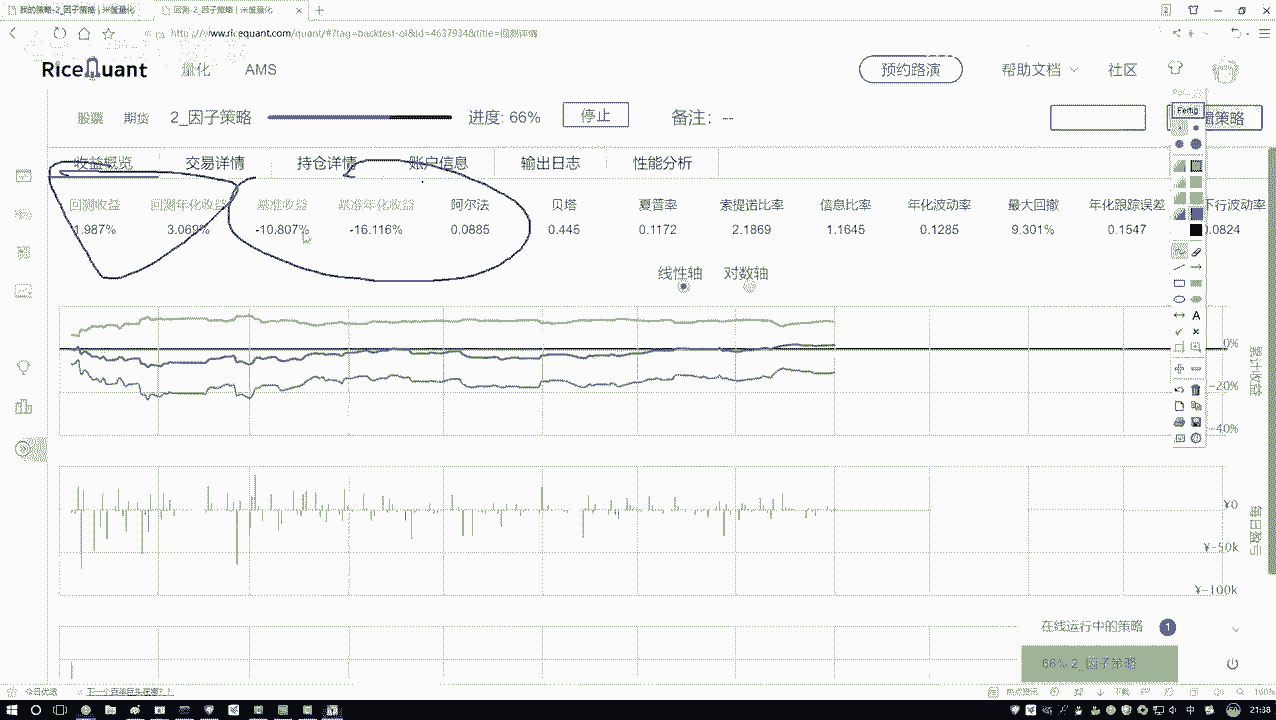 我的策略-2_因子策略 | 米筐量化
回测-2_因子策略 | 米筐量化
www.ricequant.com/quant/#?tag=backtest-ol&id=4637934&title=回测详情
RiceQuant
量化
AMS
预约路演
帮助文档
社区
股票
期货
2_因子策略
进度: 66%
停止
备注: --
策略
Fertig
收益概览
交易详情
持仓详情
账户信息
输出日志
性能分析
回测收益 回测年化收益 基准收益 基准年化收益 阿尔法 贝塔 夏普率 索提诺比率 信息比率 年化波动率 最大回撤 年化跟踪误差 下行波动率
1.987% 3.069% -10.807% -16.116% 0.0885 0.445 0.1172 2.1869 1.1645 0.1285 9.301% 0.1547 0.0824
线性轴 对数轴
0%
-20%
-40%
累计收益
¥0
¥-50k
¥-100k
每日盈亏
在线运行中的策略 1
66% 2_因子策略
今日优选
下载
100%
中
21:38